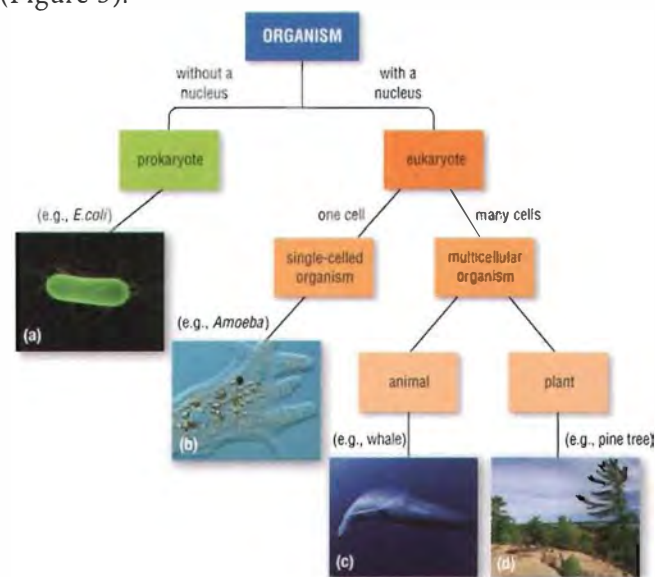 (Figure 3).
ORGANISM
without a
nucleus
with a
nucleus
prokaryote
eukaryote
(e.g., E.coli)
one cell
many cells
single-celled
organism
multicellular
organism
(a)
(e.g., Amoeba)
animal
plant
(b)
(e.g., whale)
(e.g., pine tree)
(c)
(d)